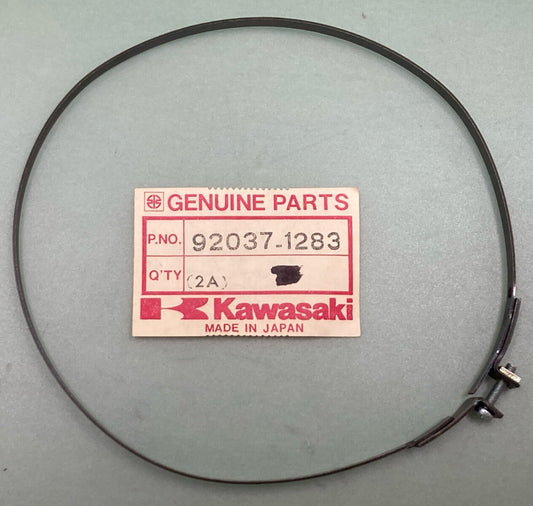 GENUINE PARTS
P.NO. 92037-1283
Q'TY (2A)
Kawasaki
MADE IN JAPAN